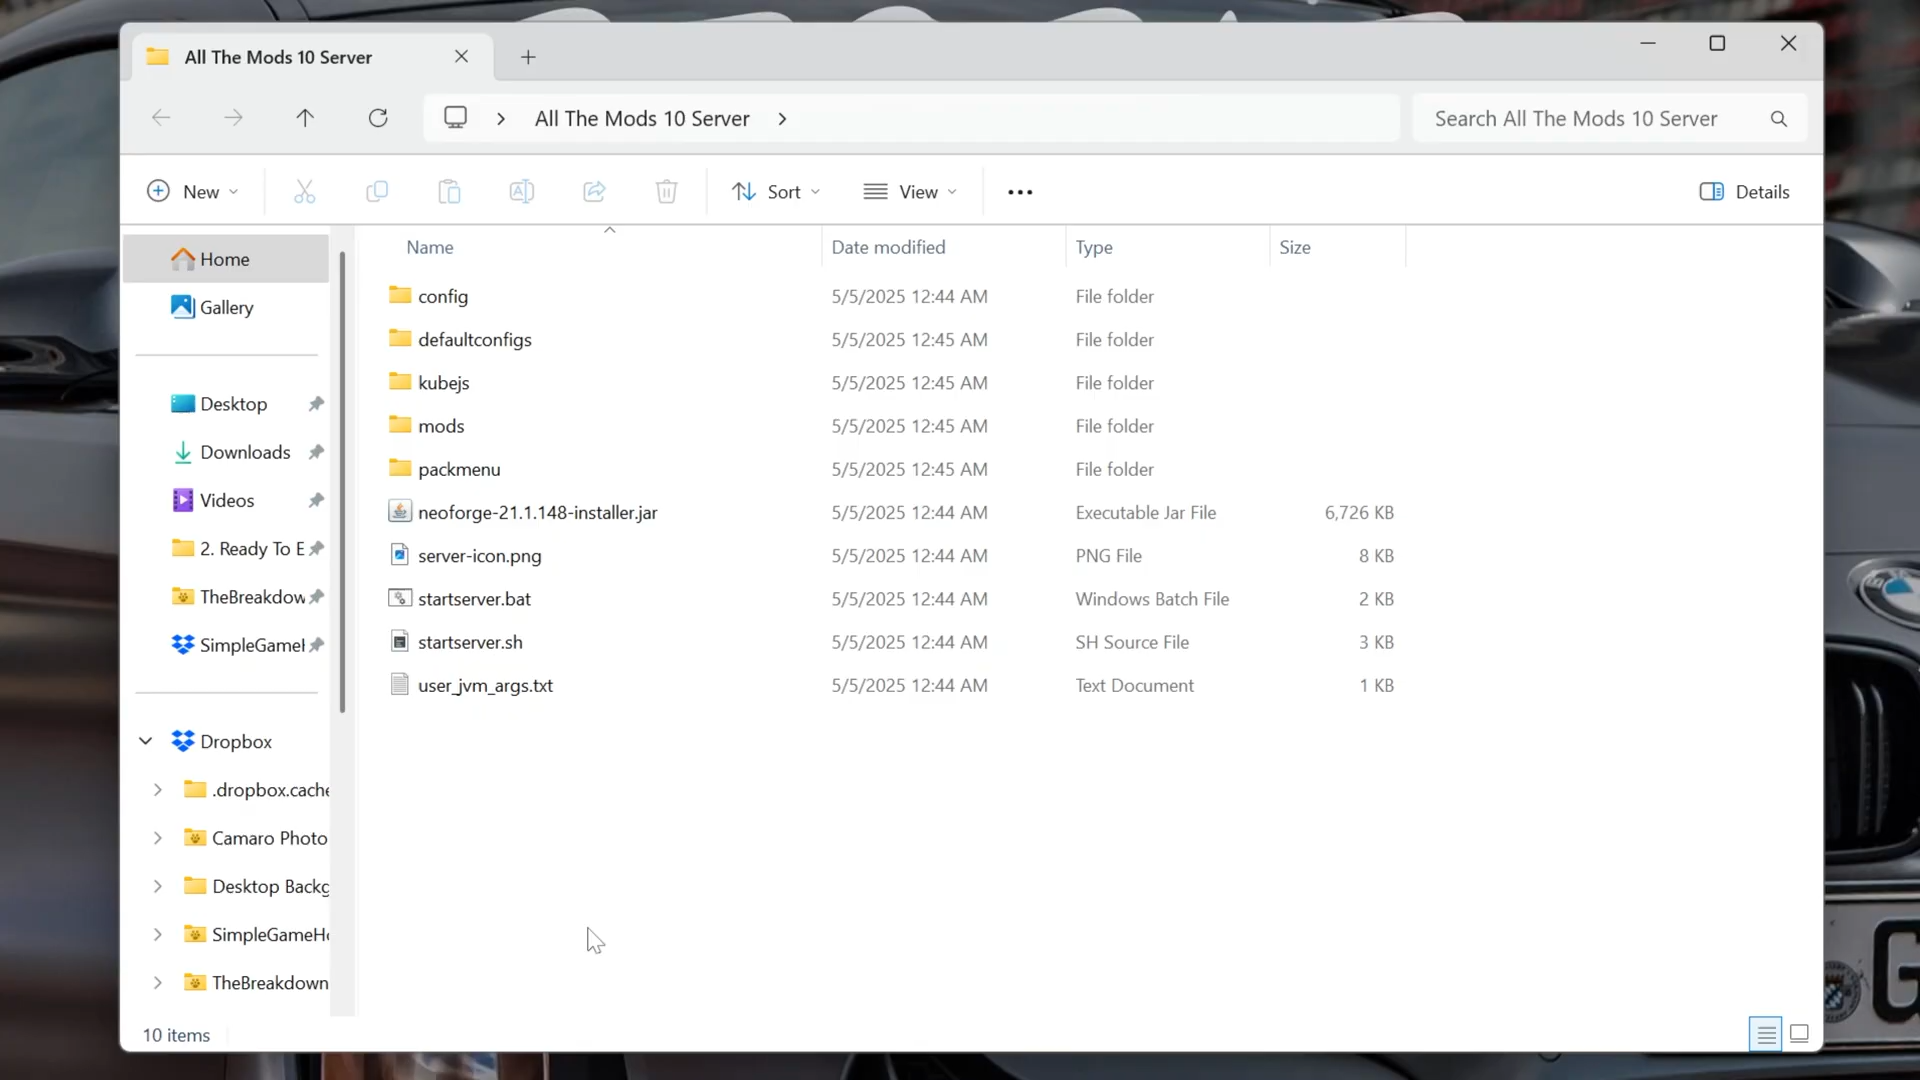 All The Mods 10 Server
All The Mods 10 Server
Search All The Mods 10 Server
New
Sort
View
Details
Name
Date modified
Type
Size
Home
Gallery
Desktop
Downloads
Videos
2. Ready To E
TheBreakdow
SimpleGameH
Dropbox
.dropbox.cache
Camaro Photo
Desktop Backg
SimpleGameHo
TheBreakdown
config 5/5/2025 12:44 AM File folder
defaultconfigs 5/5/2025 12:45 AM File folder
kubejs 5/5/2025 12:45 AM File folder
mods 5/5/2025 12:45 AM File folder
packmenu 5/5/2025 12:45 AM File folder
neoforge-21.1.148-installer.jar 5/5/2025 12:44 AM Executable Jar File 6,726 KB
server-icon.png 5/5/2025 12:44 AM PNG File 8 KB
startserver.bat 5/5/2025 12:44 AM Windows Batch File 2 KB
startserver.sh 5/5/2025 12:44 AM SH Source File 3 KB
user_jvm_args.txt 5/5/2025 12:44 AM Text Document 1 KB
10 items